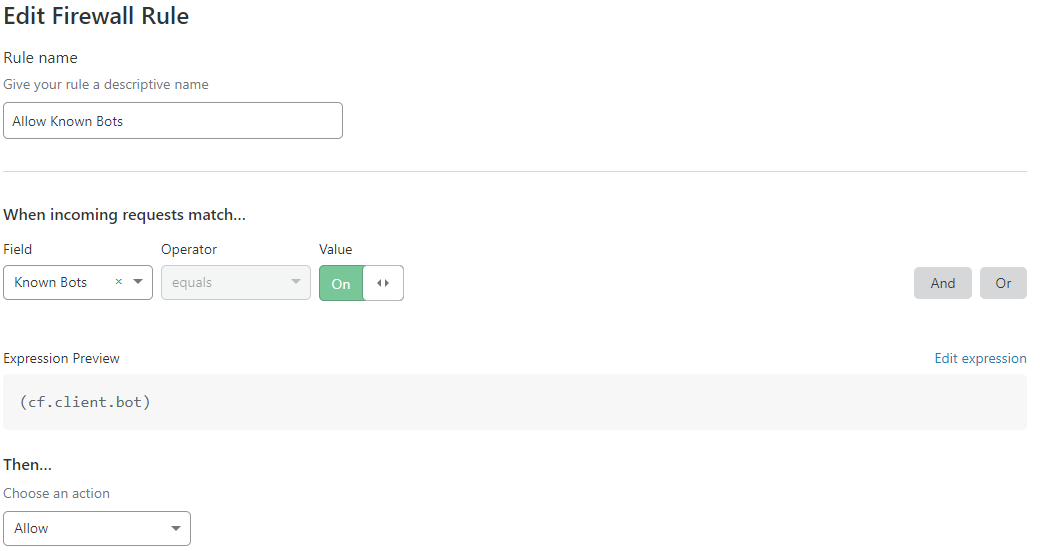 Edit Firewall Rule
Rule name
Give your rule a descriptive name
Allow Known Bots
When incoming requests match...
Field Operator Value
Known Bots × equals On And Or
Expression Preview Edit expression
(cf.client.bot)
Then...
Choose an action
Allow